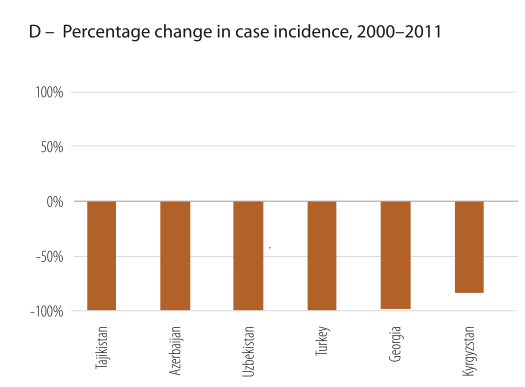 D – Percentage change in case incidence, 2000–2011
100%
50%
0%
-50%
-100%
Tajikistan
Azerbaijan
Uzbekistan
Turkey
Georgia
Kyrgyzstan